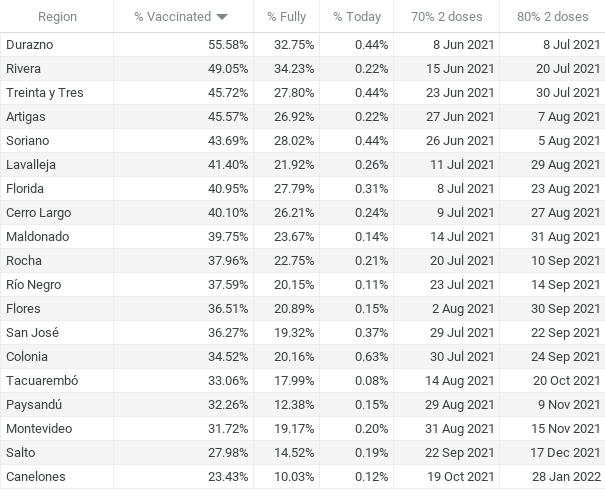 Region % Vaccinated % Fully % Today 70% 2 doses 80% 2 doses
Durazno 55.58% 32.75% 0.44% 8 Jun 2021 8 Jul 2021
Rivera 49.05% 34.23% 0.22% 15 Jun 2021 20 Jul 2021
Treinta y Tres 45.72% 27.80% 0.44% 23 Jun 2021 30 Jul 2021
Artigas 45.57% 26.92% 0.22% 27 Jun 2021 7 Aug 2021
Soriano 43.69% 28.02% 0.44% 26 Jun 2021 5 Aug 2021
Lavalleja 41.40% 21.92% 0.26% 11 Jul 2021 29 Aug 2021
Florida 40.95% 27.79% 0.31% 8 Jul 2021 23 Aug 2021
Cerro Largo 40.10% 26.21% 0.24% 9 Jul 2021 27 Aug 2021
Maldonado 39.75% 23.67% 0.14% 14 Jul 2021 31 Aug 2021
Rocha 37.96% 22.75% 0.21% 20 Jul 2021 10 Sep 2021
Río Negro 37.59% 20.15% 0.11% 23 Jul 2021 14 Sep 2021
Flores 36.51% 20.89% 0.15% 2 Aug 2021 30 Sep 2021
San José 36.27% 19.32% 0.37% 29 Jul 2021 22 Sep 2021
Colonia 34.52% 20.16% 0.63% 30 Jul 2021 24 Sep 2021
Tacuarembó 33.06% 17.99% 0.08% 14 Aug 2021 20 Oct 2021
Paysandú 32.26% 12.38% 0.15% 29 Aug 2021 9 Nov 2021
Montevideo 31.72% 19.17% 0.20% 31 Aug 2021 15 Nov 2021
Salto 27.98% 14.52% 0.19% 22 Sep 2021 17 Dec 2021
Canelones 23.43% 10.03% 0.12% 19 Oct 2021 28 Jan 2022